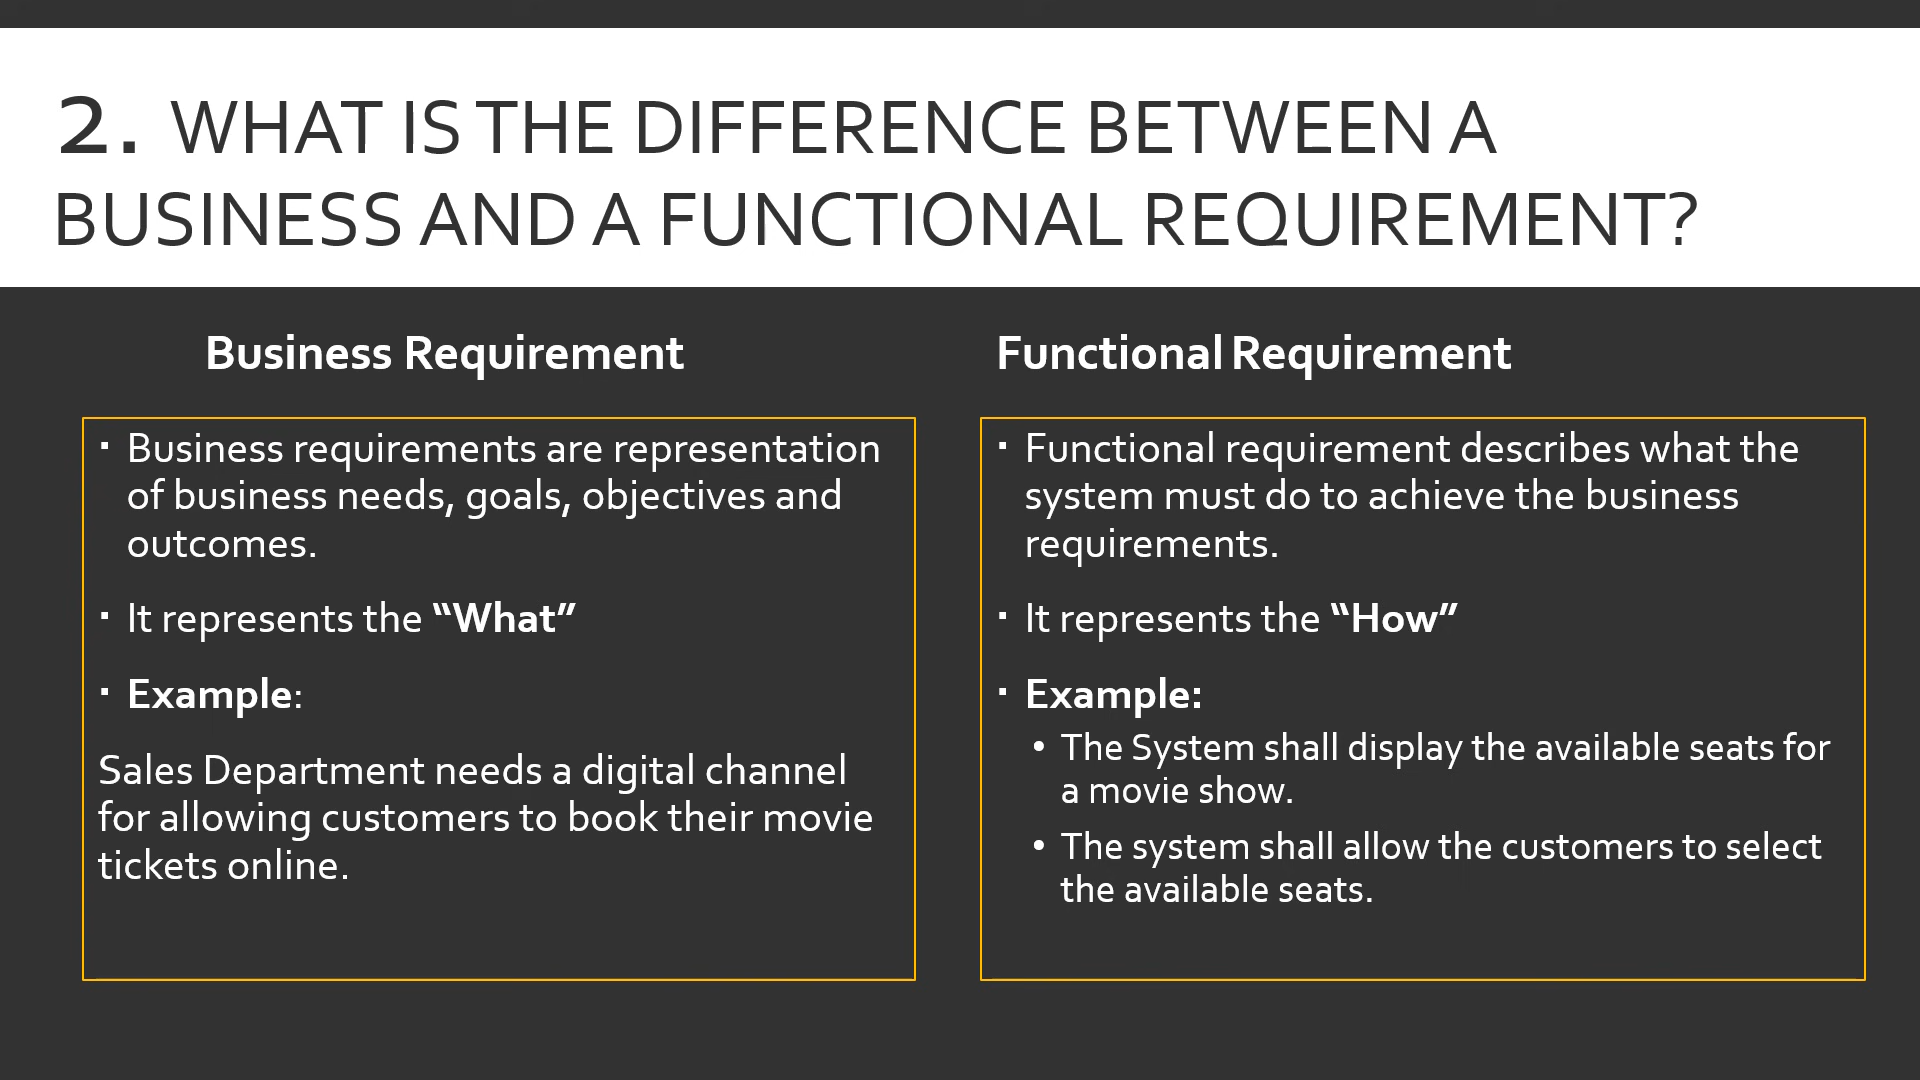 2. WHAT IS THE DIFFERENCE BETWEEN A
BUSINESS AND A FUNCTIONAL REQUIREMENT?
Business Requirement
▪ Business requirements are representation
of business needs, goals, objectives and
outcomes.
▪ It represents the “What”
▪ Example:
Sales Department needs a digital channel
for allowing customers to book their movie
tickets online.
Functional Requirement
▪ Functional requirement describes what the
system must do to achieve the business
requirements.
▪ It represents the “How”
▪ Example:
• The System shall display the available seats for
a movie show.
• The system shall allow the customers to select
the available seats.